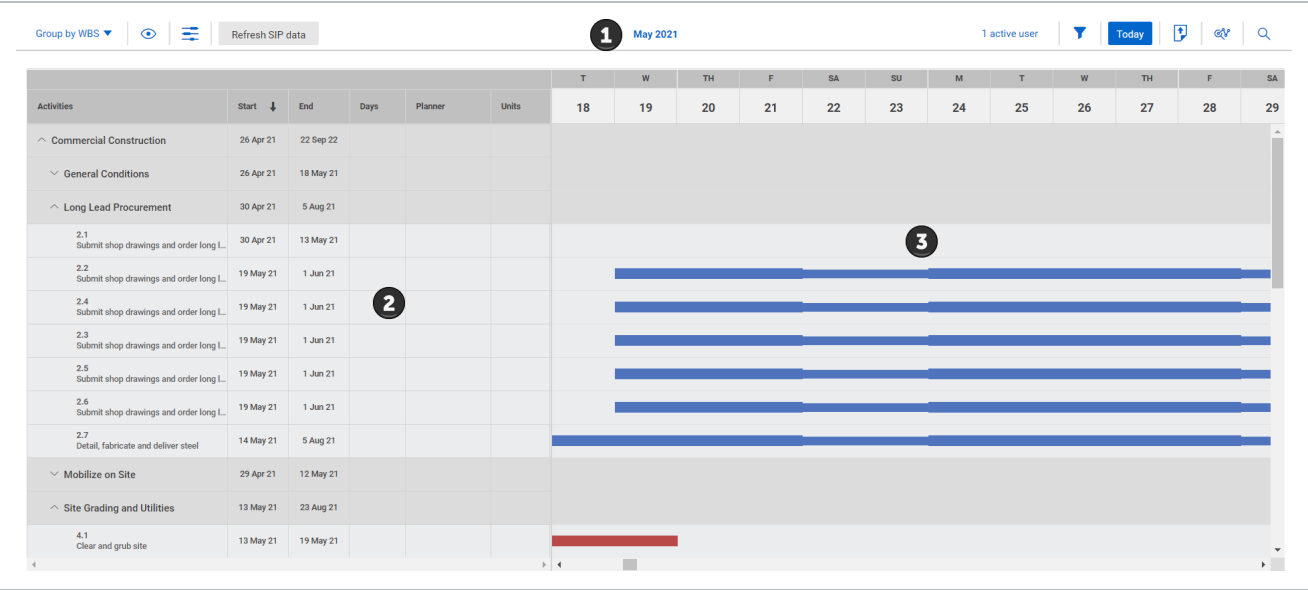 Group by WBS Refresh SIP data 1 May 2021 1 active user Today
T W TH F SA SU M T W TH F SA
Activities Start End Days Planner Units 18 19 20 21 22 23 24 25 26 27 28 29
Commercial Construction 26 Apr 21 22 Sep 22
General Conditions 26 Apr 21 18 May 21
Long Lead Procurement 30 Apr 21 5 Aug 21
2.1
Submit shop drawings and order long l... 30 Apr 21 13 May 21
3
2.2
Submit shop drawings and order long l... 19 May 21 1 Jun 21
2.4
Submit shop drawings and order long l... 19 May 21 1 Jun 21
2
2.3
Submit shop drawings and order long l... 19 May 21 1 Jun 21
2.5
Submit shop drawings and order long l... 19 May 21 1 Jun 21
2.6
Submit shop drawings and order long l... 19 May 21 1 Jun 21
2.7
Detail, fabricate and deliver steel 14 May 21 5 Aug 21
Mobilize on Site 29 Apr 21 12 May 21
Site Grading and Utilities 13 May 21 23 Aug 21
4.1
Clear and grub site 13 May 21 19 May 21